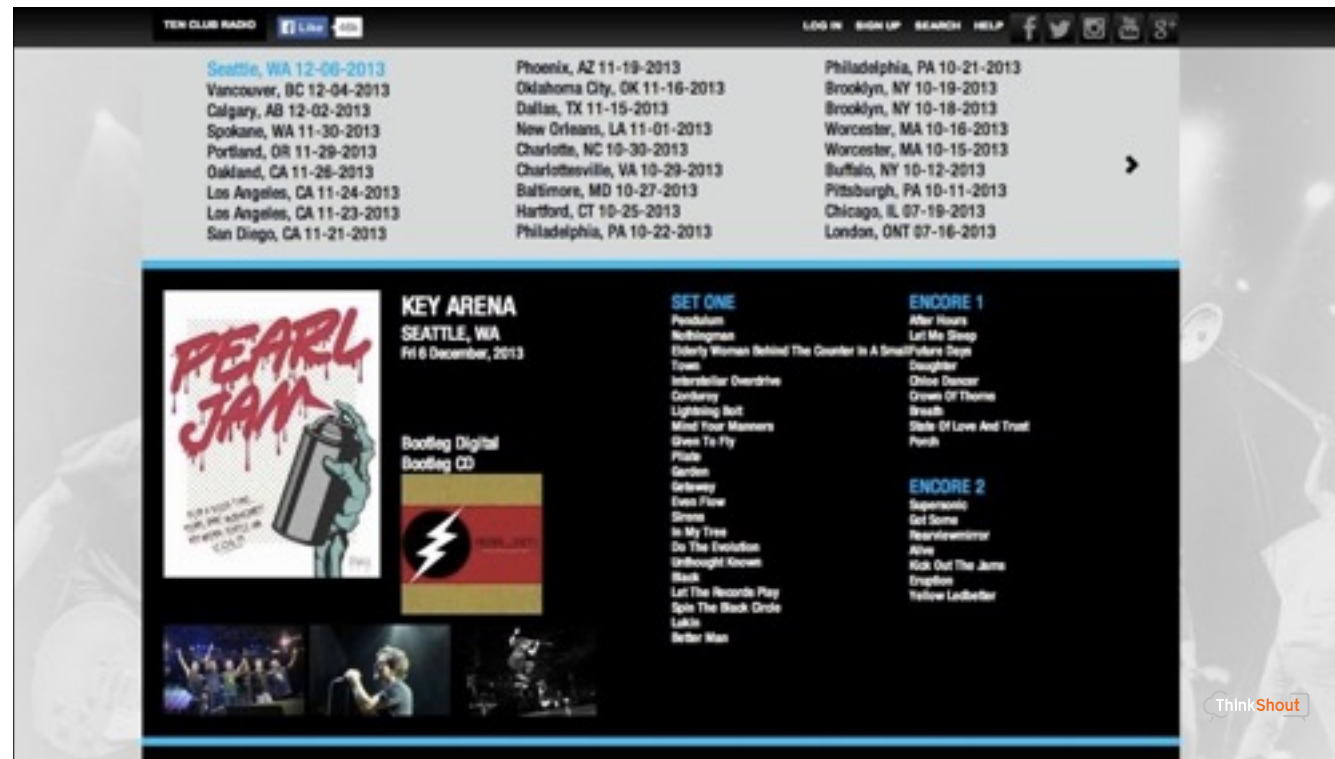 TEN CLUB RADIO
Like
LOG IN SIGN UP SEARCH HELP
Seattle, WA 12-06-2013
Vancouver, BC 12-04-2013
Calgary, AB 12-02-2013
Spokane, WA 11-30-2013
Portland, OR 11-29-2013
Oakland, CA 11-26-2013
Los Angeles, CA 11-24-2013
Los Angeles, CA 11-23-2013
San Diego, CA 11-21-2013
Phoenix, AZ 11-19-2013
Oklahoma City, OK 11-16-2013
Dallas, TX 11-15-2013
New Orleans, LA 11-01-2013
Charlotte, NC 10-30-2013
Charlottesville, VA 10-29-2013
Baltimore, MD 10-27-2013
Hartford, CT 10-25-2013
Philadelphia, PA 10-22-2013
Philadelphia, PA 10-21-2013
Brooklyn, NY 10-19-2013
Brooklyn, NY 10-18-2013
Worcester, MA 10-16-2013
Worcester, MA 10-15-2013
Buffalo, NY 10-12-2013
Pittsburgh, PA 10-11-2013
Chicago, IL 07-19-2013
London, ONT 07-16-2013
PEARL
JAM
KEY ARENA
SEATTLE, WA
Fri 6 December, 2013
Bootleg Digital
Bootleg CD
SET ONE
Pendulum
Nothingman
Elderly Woman Behind The Counter In A Small
Town
Interstellar Overdrive
Corduroy
Lightning Bolt
Mind Your Manners
Given To Fly
Pilate
Garden
Getaway
Even Flow
Sirens
In My Tree
Do The Evolution
Unthought Known
Black
Let The Records Play
Spin The Black Circle
Lukin
Better Man
ENCORE 1
After Hours
Let Me Sleep
Future Days
Daughter
Chloe Dancer
Crown Of Thorns
Breath
State Of Love And Trust
Porch
ENCORE 2
Supersonic
Got Some
Rearviewmirror
Alive
Kick Out The Jams
Eruption
Yellow Ledbetter
ThinkShout